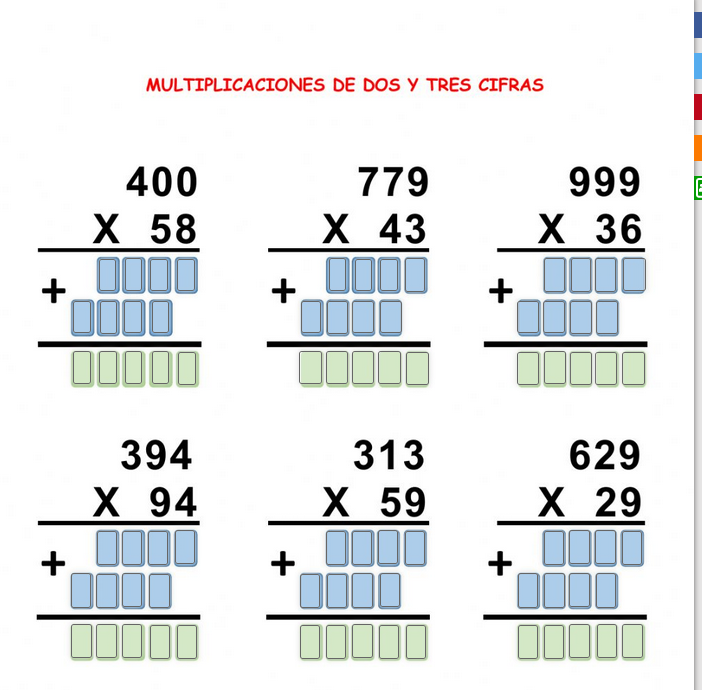 MULTIPLICACIONES DE DOS Y TRES CIFRAS
400 779 999
X 58 X 43 X 36
+ + +
394 313 629
X 94 X 59 X 29
+ + +